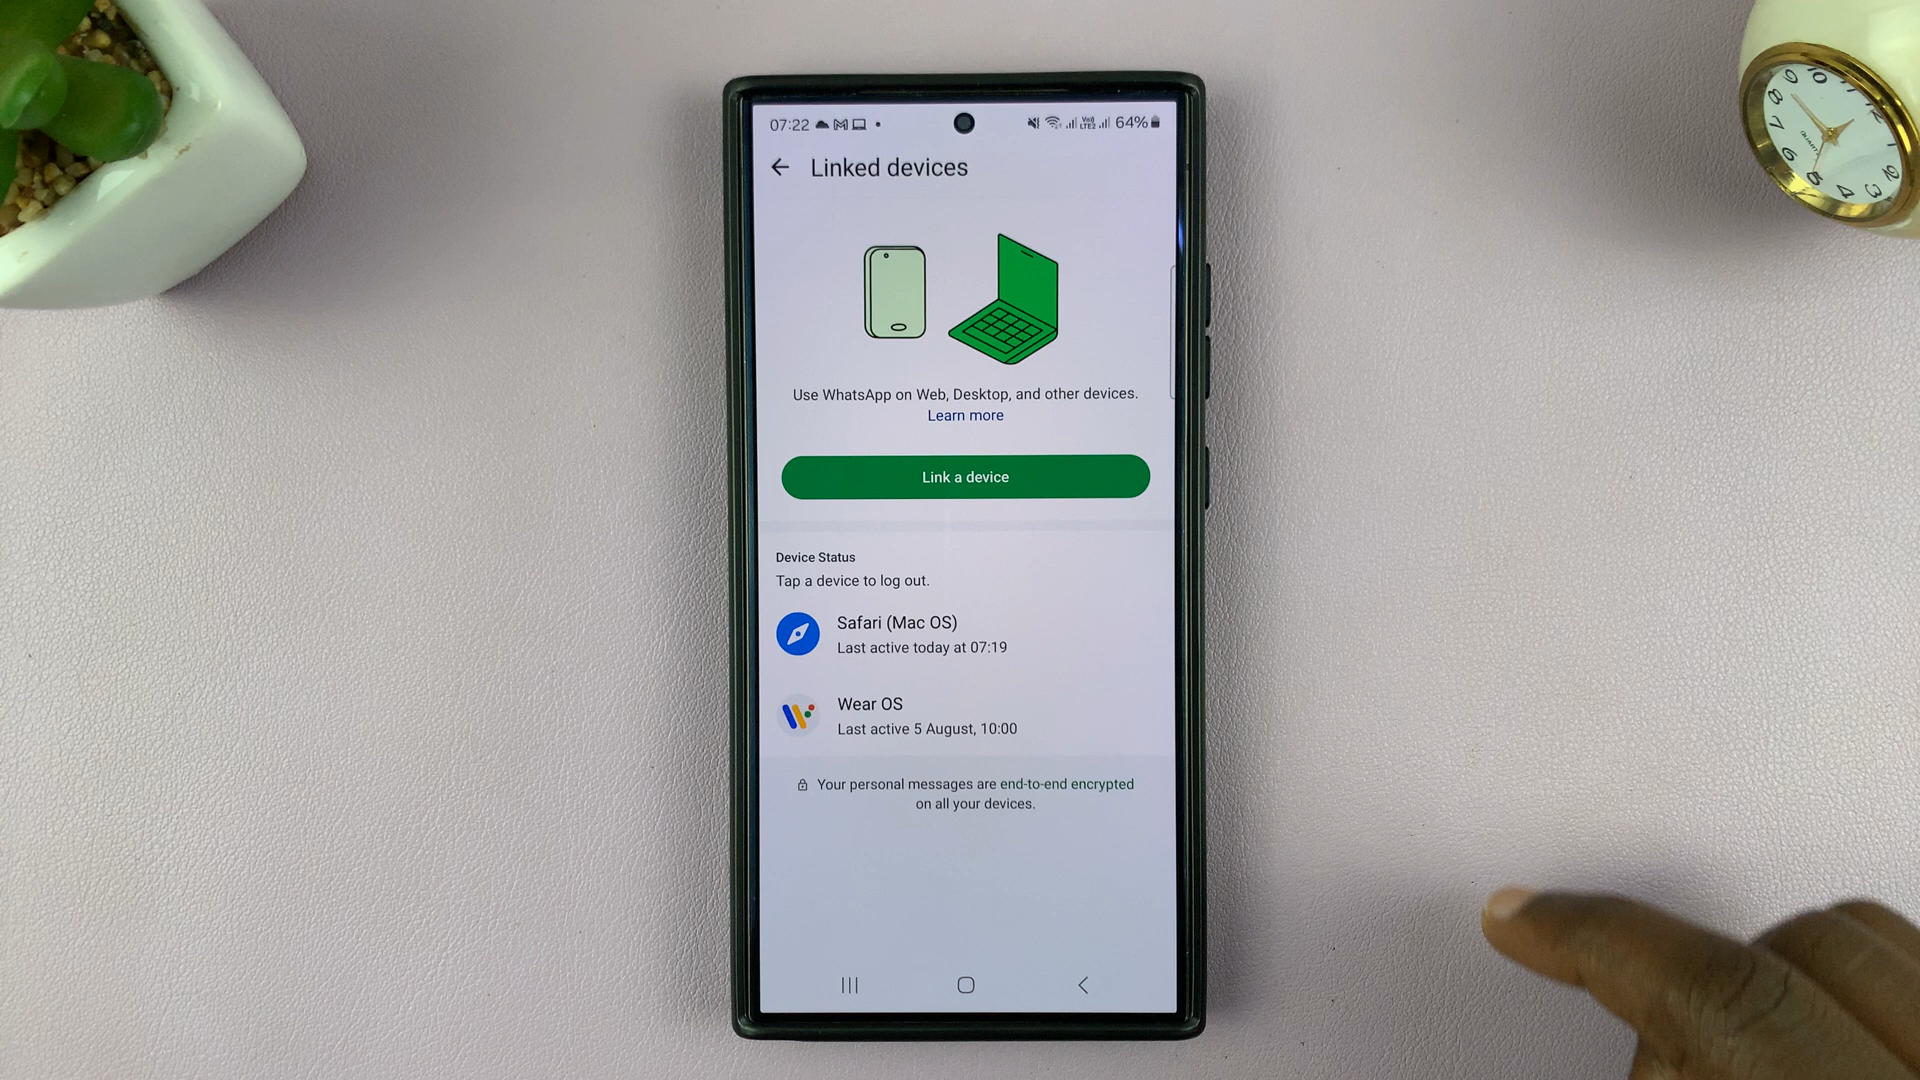 07:22
64%
Linked devices
Use WhatsApp on Web, Desktop, and other devices.
Learn more
Link a device
Device Status
Tap a device to log out.
Safari (Mac OS)
Last active today at 07:19
Wear OS
Last active 5 August, 10:00
Your personal messages are end-to-end encrypted
on all your devices.